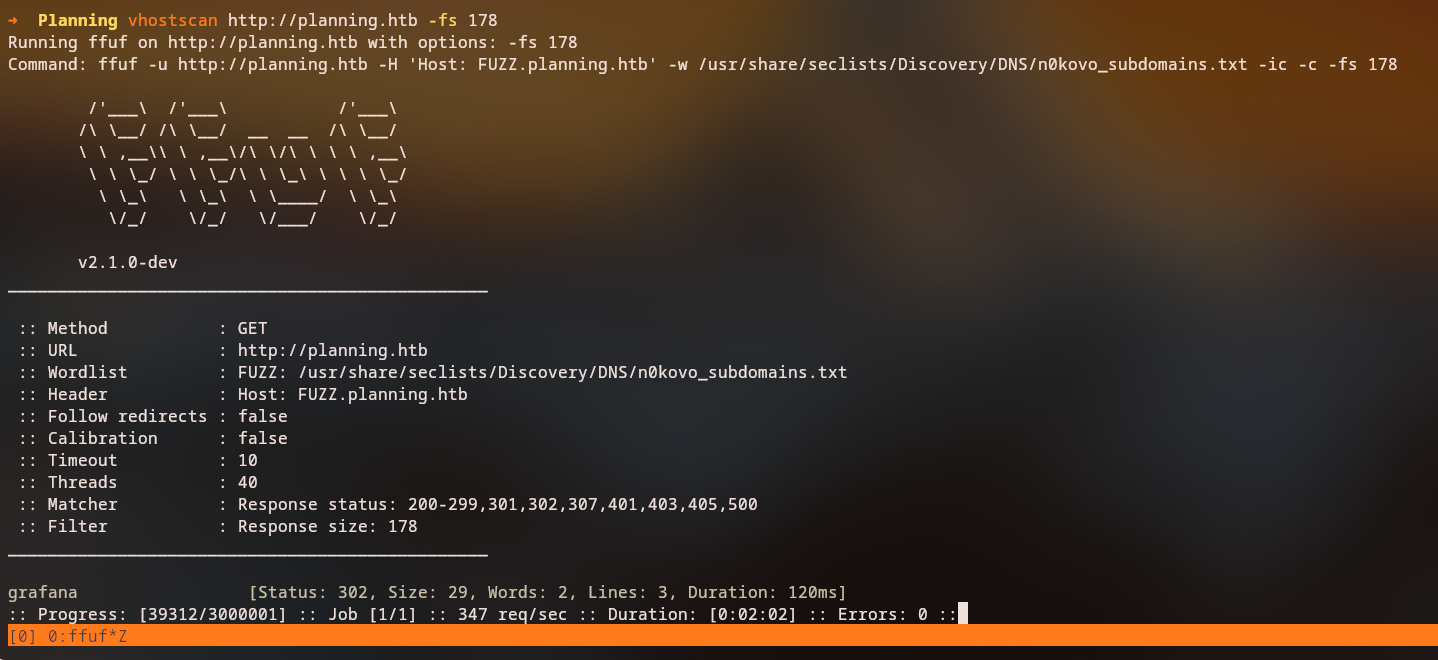 →  Planning vhostscan http://planning.htb -fs 178
Running ffuf on http://planning.htb with options: -fs 178
Command: ffuf -u http://planning.htb -H 'Host: FUZZ.planning.htb' -w /usr/share/seclists/Discovery/DNS/n0kovo_subdomains.txt -ic -c -fs 178

        /'___\  /'___\           /'___\
       /\ \__/ /\ \__/  __  __  /\ \__/
       \ \ ,__\\ \ ,__\/\ \/\ \ \ \ ,__\
        \ \ \_/ \ \ \_/\ \ \_\ \ \ \ \_/
         \ \_\   \ \_\  \ \____/  \ \_\
          \/_/    \/_/   \/___/    \/_/

       v2.1.0-dev
________________________________________________

 :: Method           : GET
 :: URL              : http://planning.htb
 :: Wordlist         : FUZZ: /usr/share/seclists/Discovery/DNS/n0kovo_subdomains.txt
 :: Header           : Host: FUZZ.planning.htb
 :: Follow redirects : false
 :: Calibration      : false
 :: Timeout          : 10
 :: Threads          : 40
 :: Matcher          : Response status: 200-299,301,302,307,401,403,405,500
 :: Filter           : Response size: 178
________________________________________________

grafana                 [Status: 302, Size: 29, Words: 2, Lines: 3, Duration: 120ms]
:: Progress: [39312/3000001] :: Job [1/1] :: 347 req/sec :: Duration: [0:02:02] :: Errors: 0 ::
[0] 0:ffuf*Z